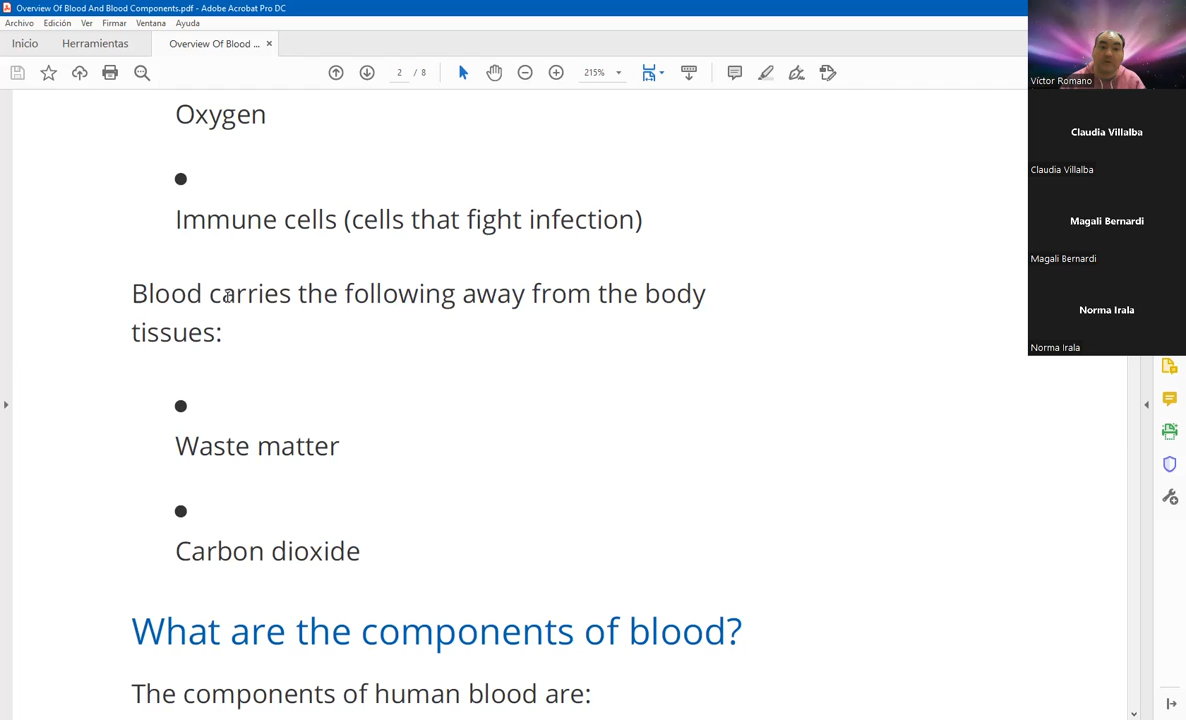 Overview Of Blood And Blood Components.pdf - Adobe Acrobat Pro DC
Archivo Edición Ver Firmar Ventana Ayuda
Inicio Herramientas Overview Of Blood ... ×
2 / 8 215%
Oxygen
Immune cells (cells that fight infection)
Blood carries the following away from the body
tissues:
Waste matter
Carbon dioxide
What are the components of blood?
The components of human blood are:
Víctor Romano
Claudia Villalba
Claudia Villalba
Magali Bernardi
Magali Bernardi
Norma Irala
Norma Irala